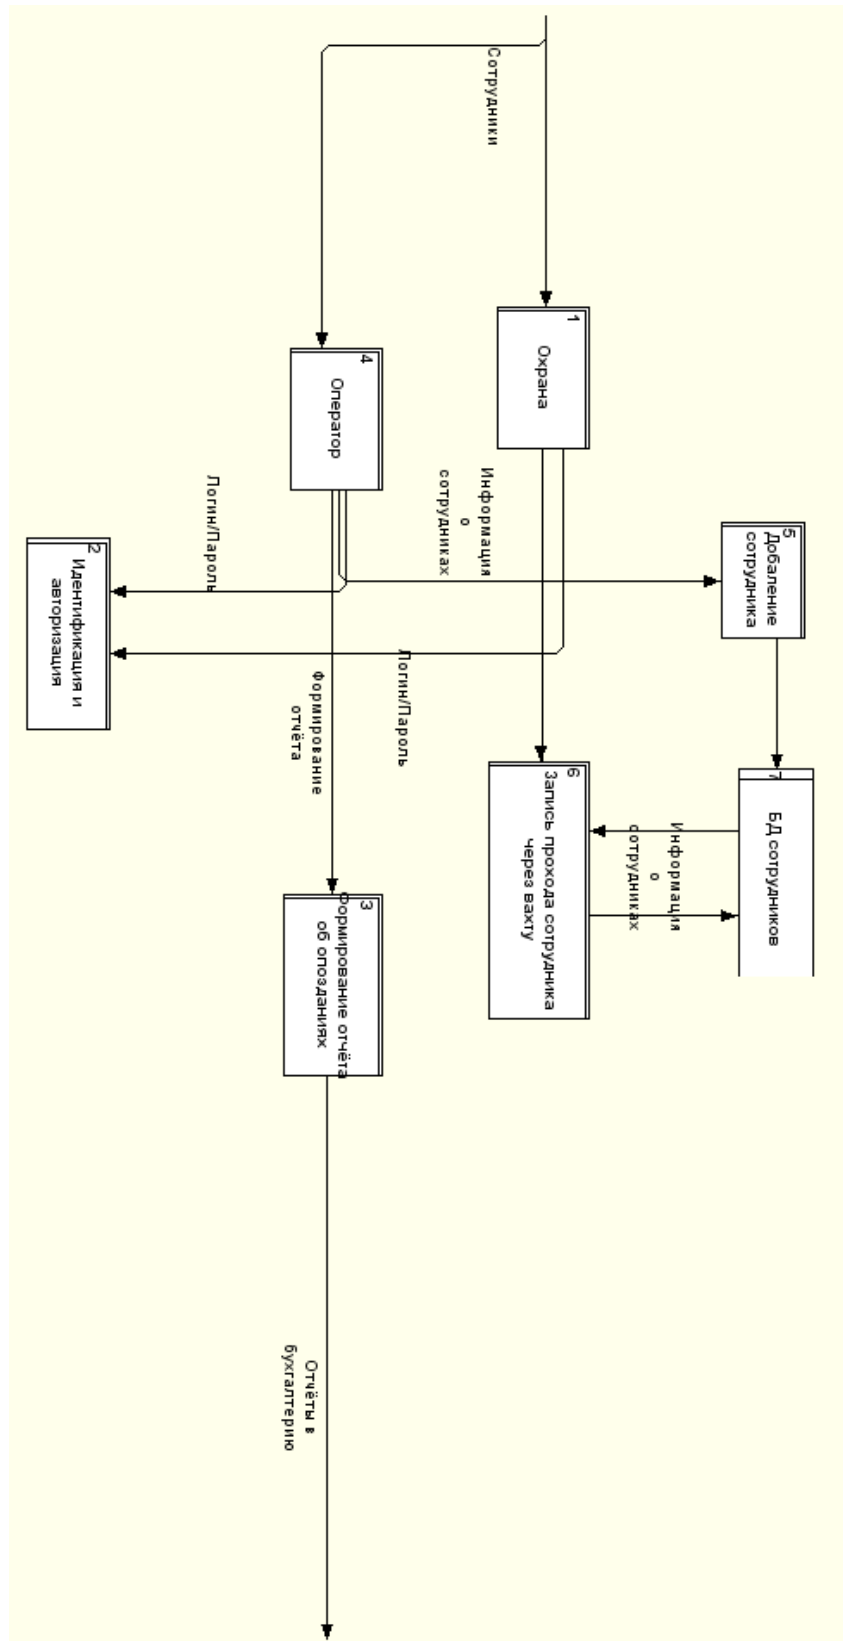 Сотрудники
1
Охрана
4
Оператор
Информация
о
сотрудниках
Логин/Пароль
5
Добаление
сотрудника
2
Идентификация и
авторизация
Логин/Пароль
Формирование
отчёта
7
БД сотрудников
6
Запись прохода сотрудника
через вахту
Информация
о
сотрудниках
3
Формирование отчёта
об опозданиях
Отчёты в
бухгалтерию